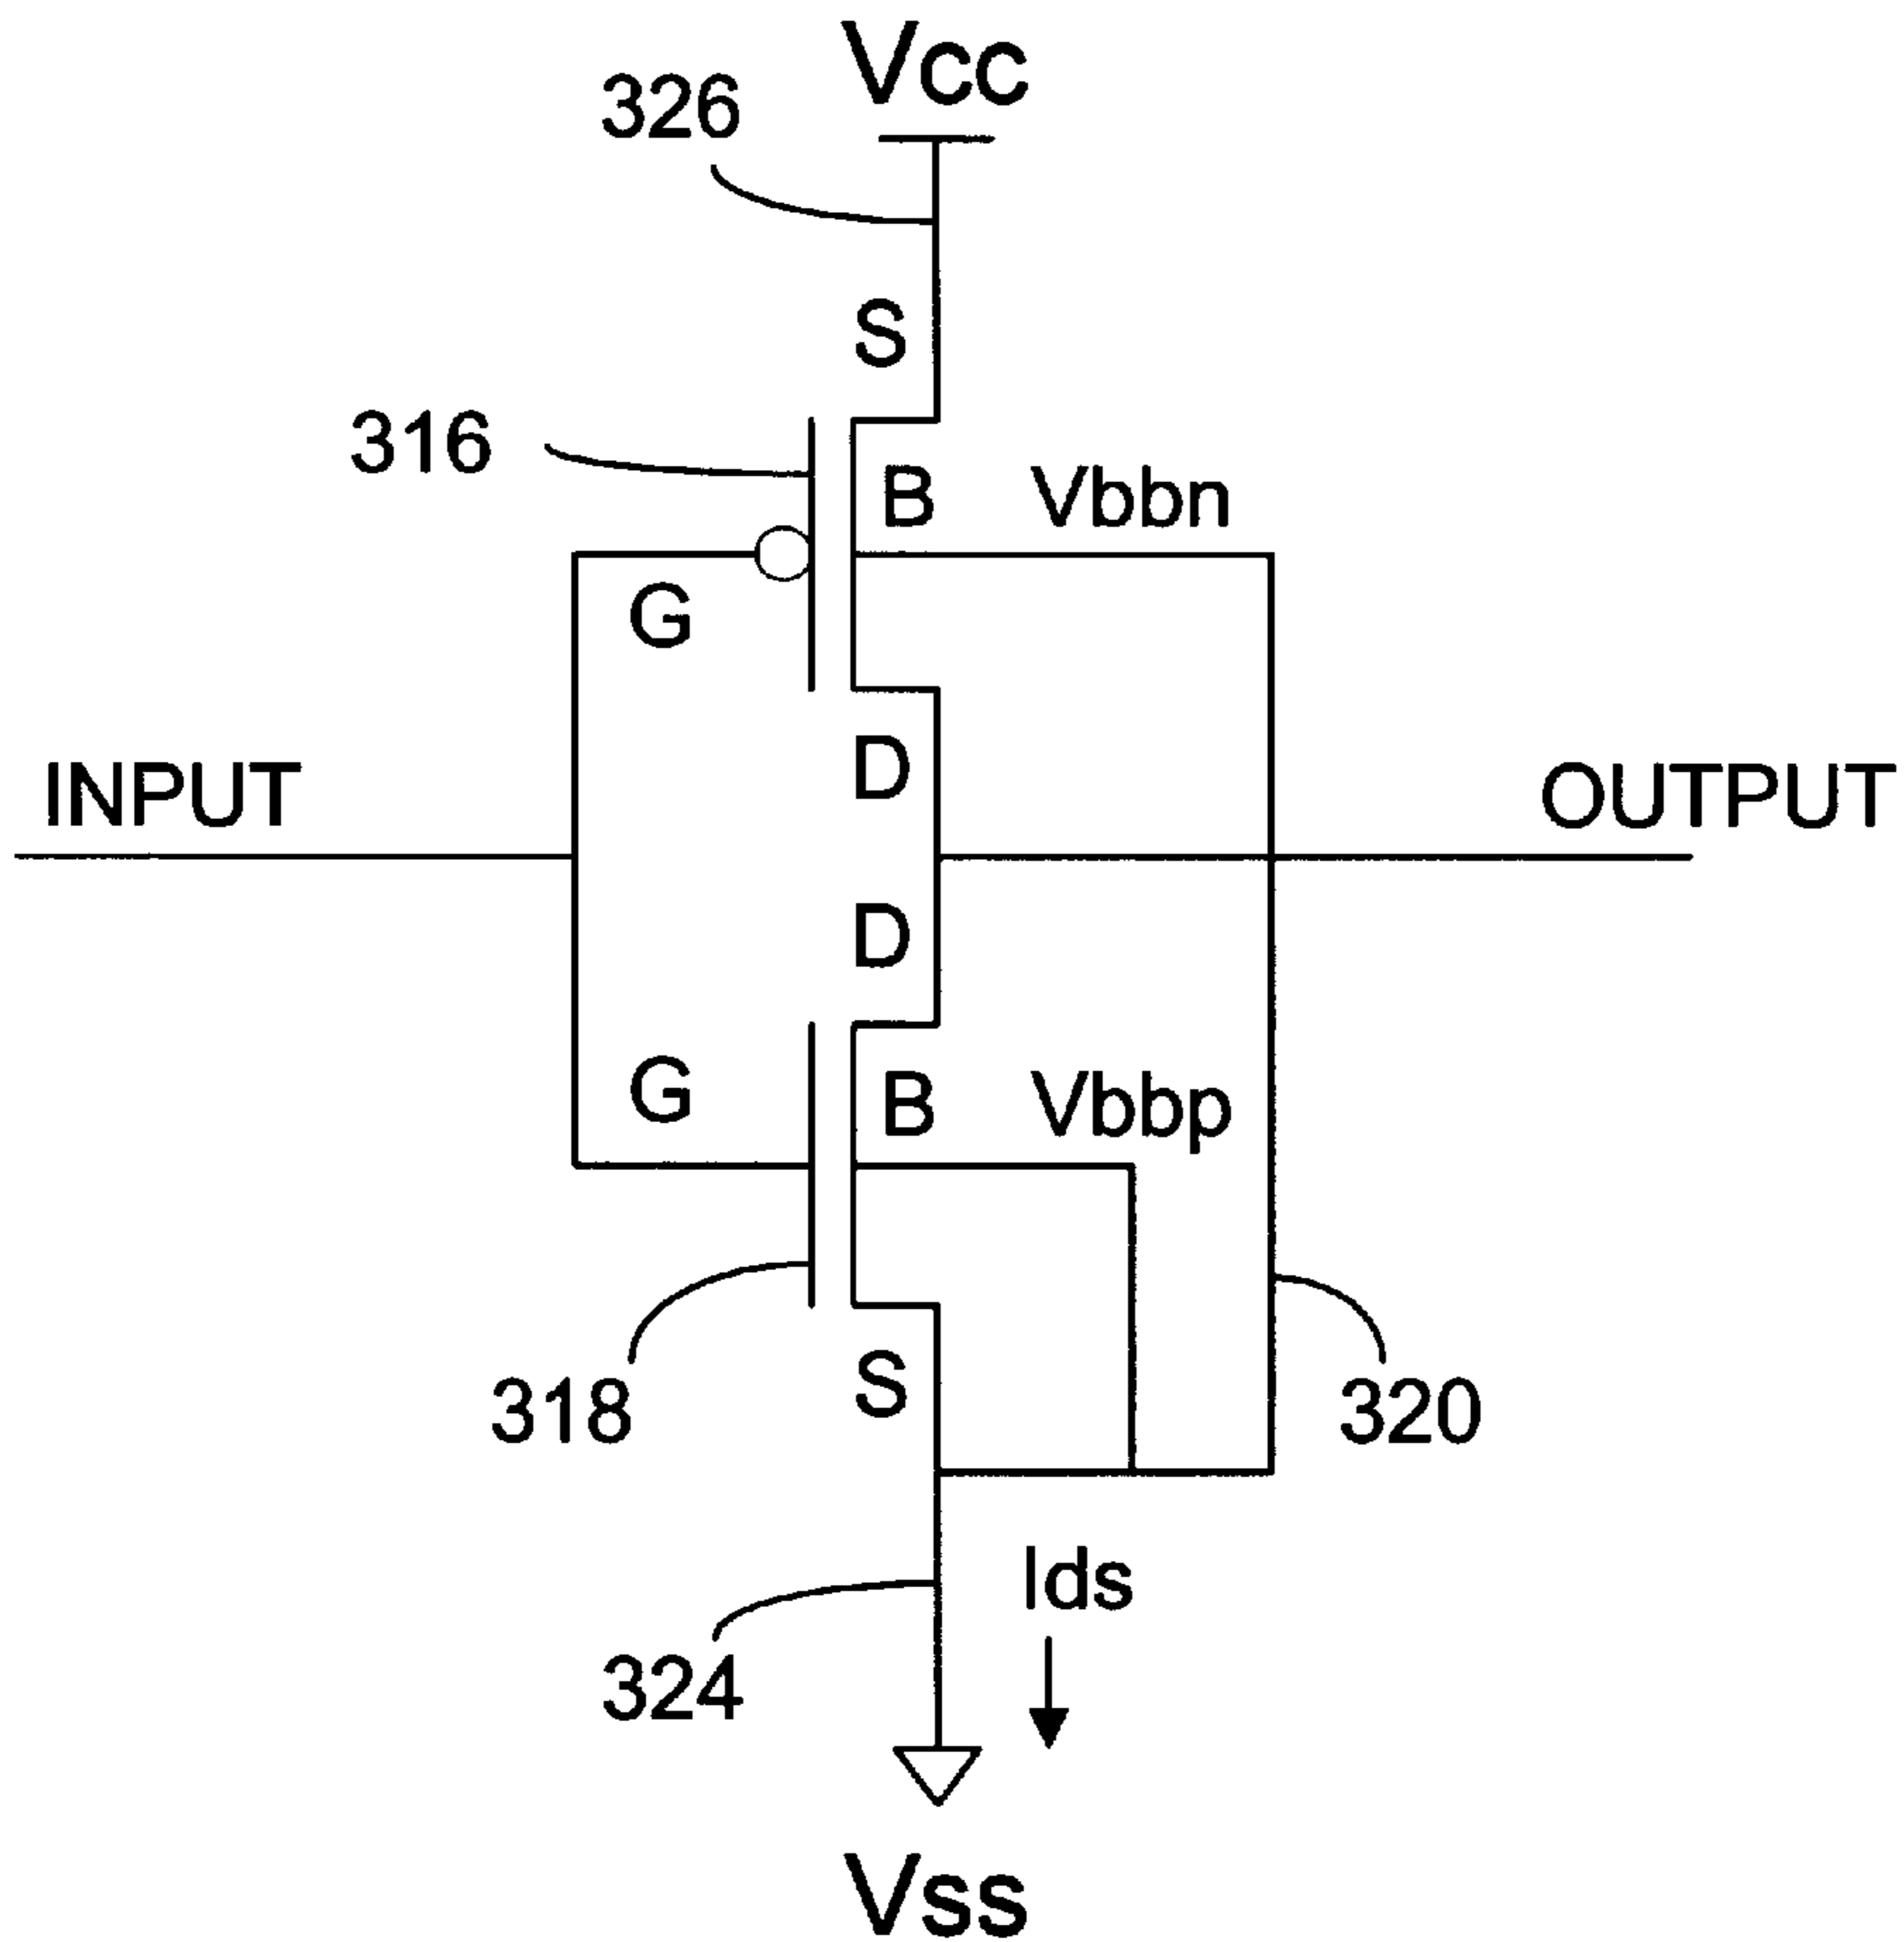 Vcc
326
S
316
B
Vbbn
G
D
INPUT
OUTPUT
D
G
B
Vbbp
S
318
320
Ids
324
Vss